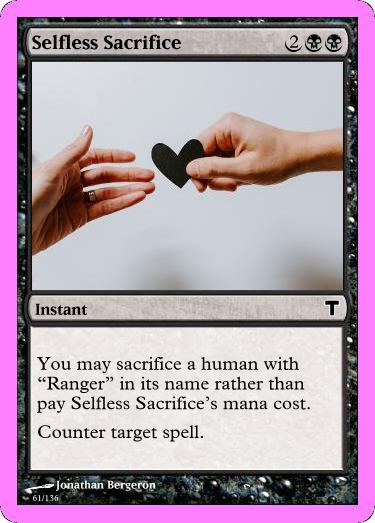 Selfless Sacrifice 2
Instant T
You may sacrifice a human with
“Ranger” in its name rather than
pay Selfless Sacrifice's mana cost.
Counter target spell.
Jonathan Bergeron
61/136